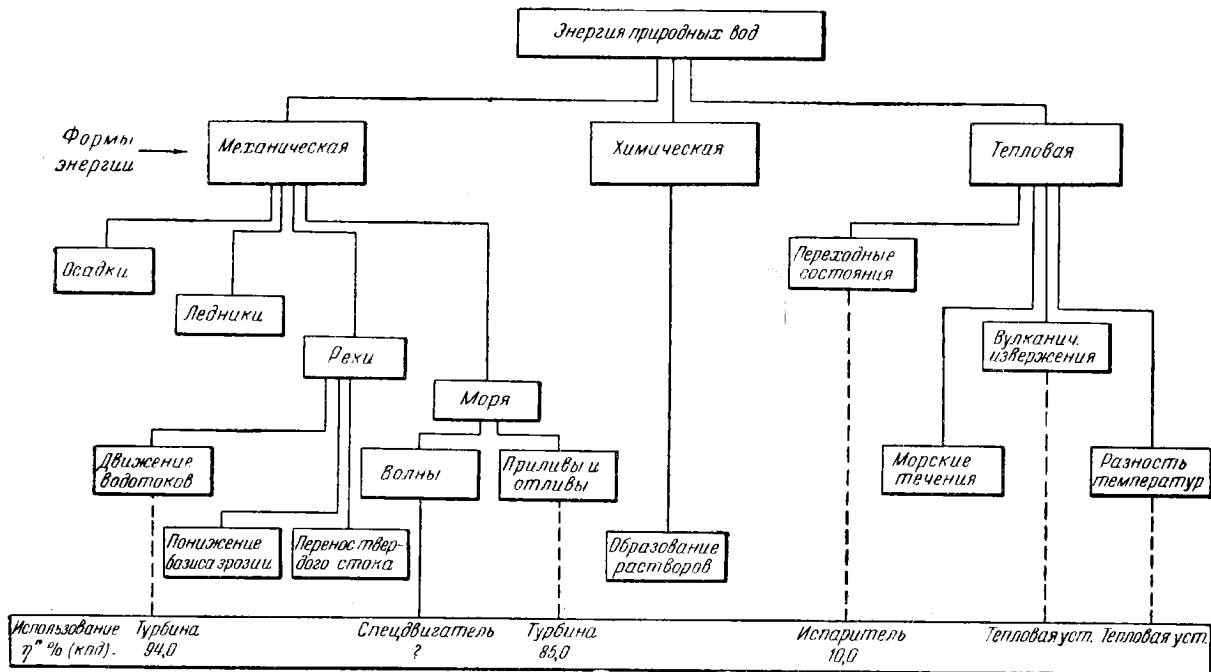 Энергия природных вод
Формы
энергии
Механическая
Химическая
Тепловая
Осадки
Ледники
Реки
Моря
Переходные
состояния
Вулканич.
извержения
Движение
водотоков
Волны
Приливы и
отливы
Морские
течения
Разность
температур
Понижение
базиса эрозии
Перенос твер-
дого стока
Образование
растворов
Использование Турбина Спецдвигатель Турбина Испаритель Тепловая уст. Тепловая уст.
η" % (кпд). 94,0 ? 85,0 10,0